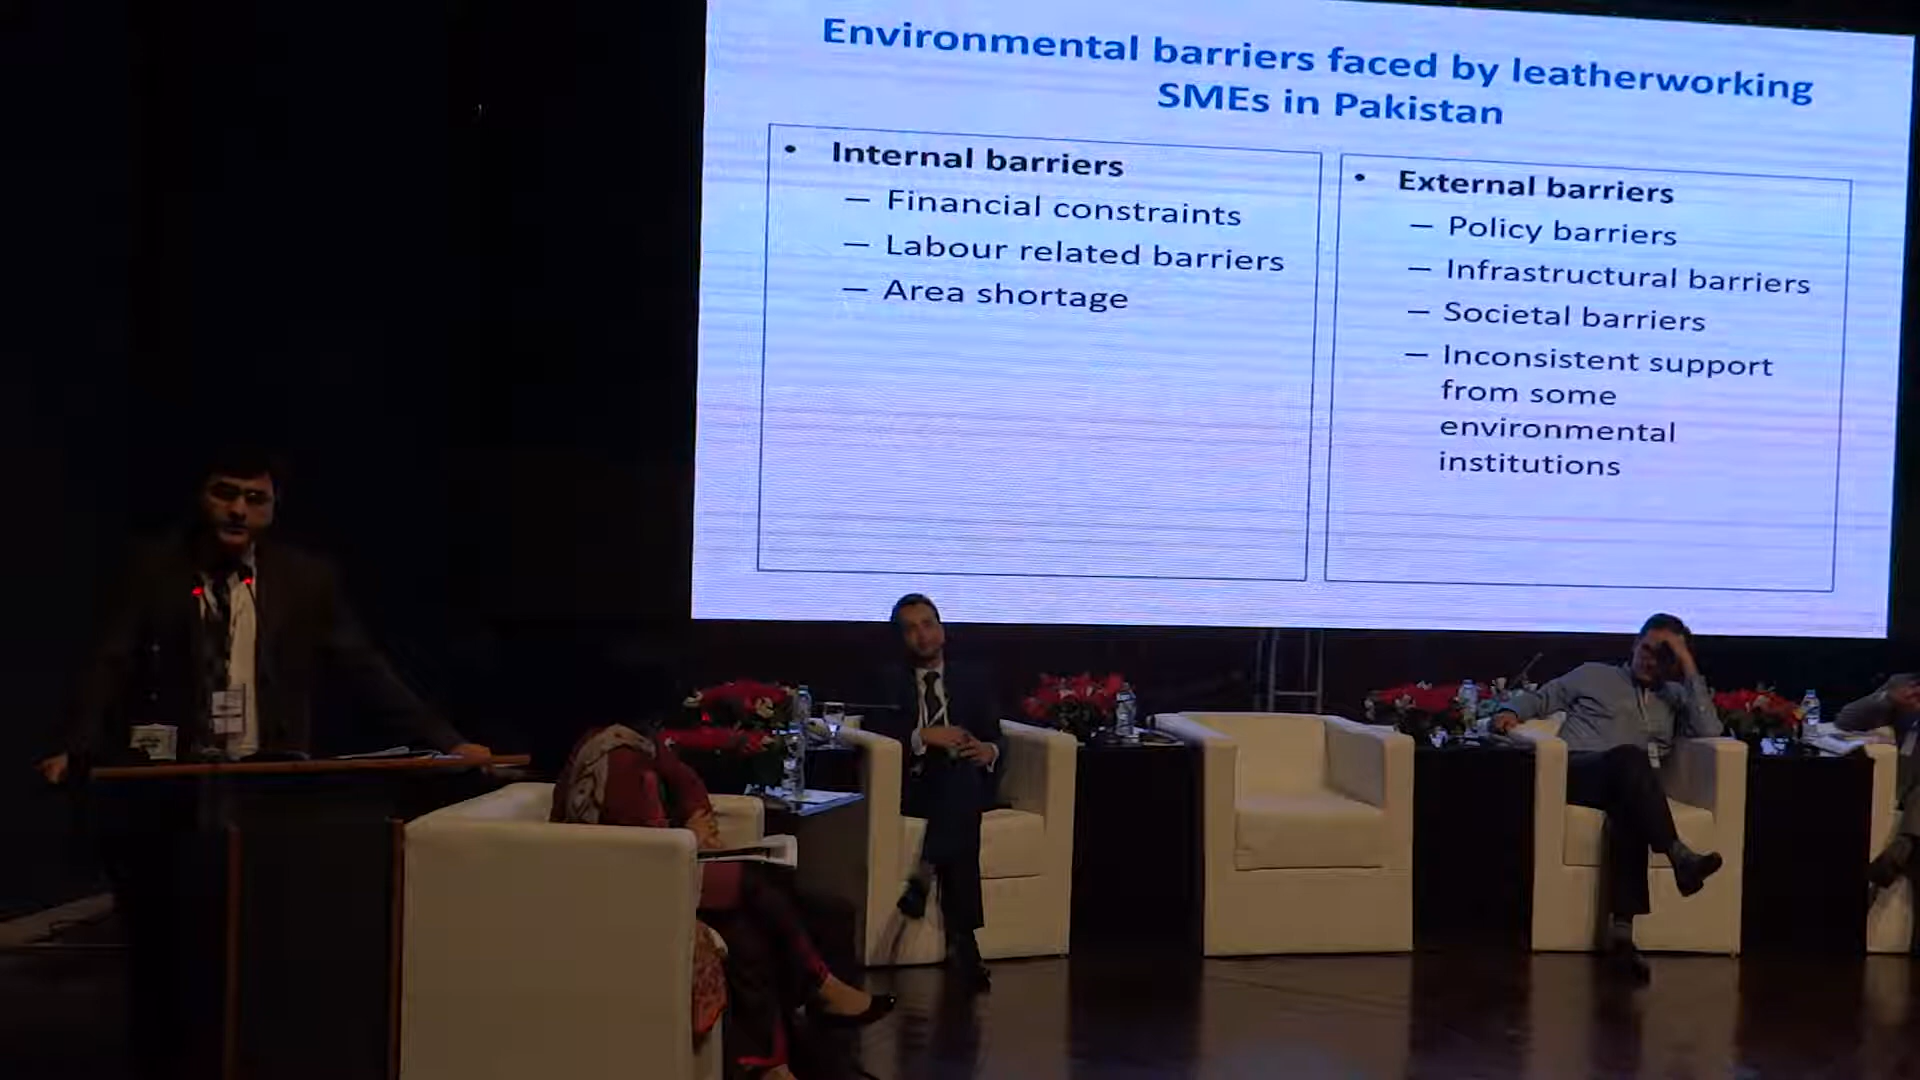 Environmental barriers faced by leatherworking
SMEs in Pakistan
• Internal barriers
– Financial constraints
– Labour related barriers
– Area shortage
• External barriers
– Policy barriers
– Infrastructural barriers
– Societal barriers
– Inconsistent support
from some
environmental
institutions